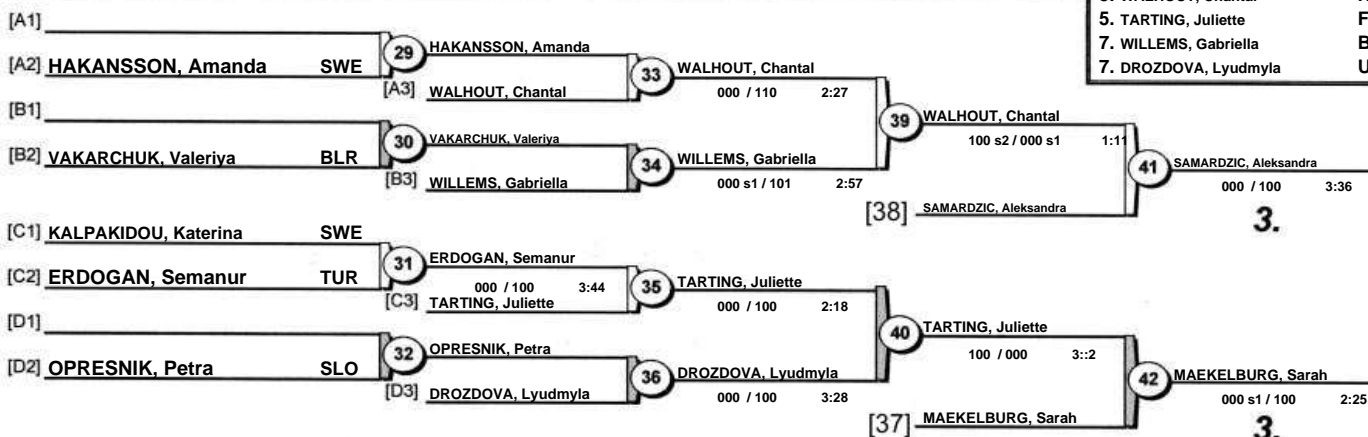 [A1]
[A2] HAKANSSON, Amanda SWE
29
HAKANSSON, Amanda
[A3] WALHOUT, Chantal
33
WALHOUT, Chantal
000 / 110 2:27
[B1]
[B2] VAKARCHUK, Valeriya BLR
30
VAKARCHUK, Valeriya
[B3] WILLEMS, Gabriella
34
WILLEMS, Gabriella
000 s1 / 101 2:57
39
WALHOUT, Chantal
100 s2 / 000 s1 1:11
[38] SAMARDZIC, Aleksandra
41
SAMARDZIC, Aleksandra
000 / 100 3:36
3.
[C1] KALPAKIDOU, Katerina SWE
[C2] ERDOGAN, Semanur TUR
31
ERDOGAN, Semanur
000 / 100 3:44
[C3] TARTING, Juliette
35
TARTING, Juliette
000 / 100 2:18
[D1]
[D2] OPRESNIK, Petra SLO
32
OPRESNIK, Petra
[D3] DROZDOVA, Lyudmyla
36
DROZDOVA, Lyudmyla
000 / 100 3:28
40
TARTING, Juliette
100 / 000 3::2
[37] MAEKELBURG, Sarah
42
MAEKELBURG, Sarah
000 s1 / 100 2:25
3.
5. TARTING, Juliette F
7. WILLEMS, Gabriella B
7. DROZDOVA, Lyudmyla U